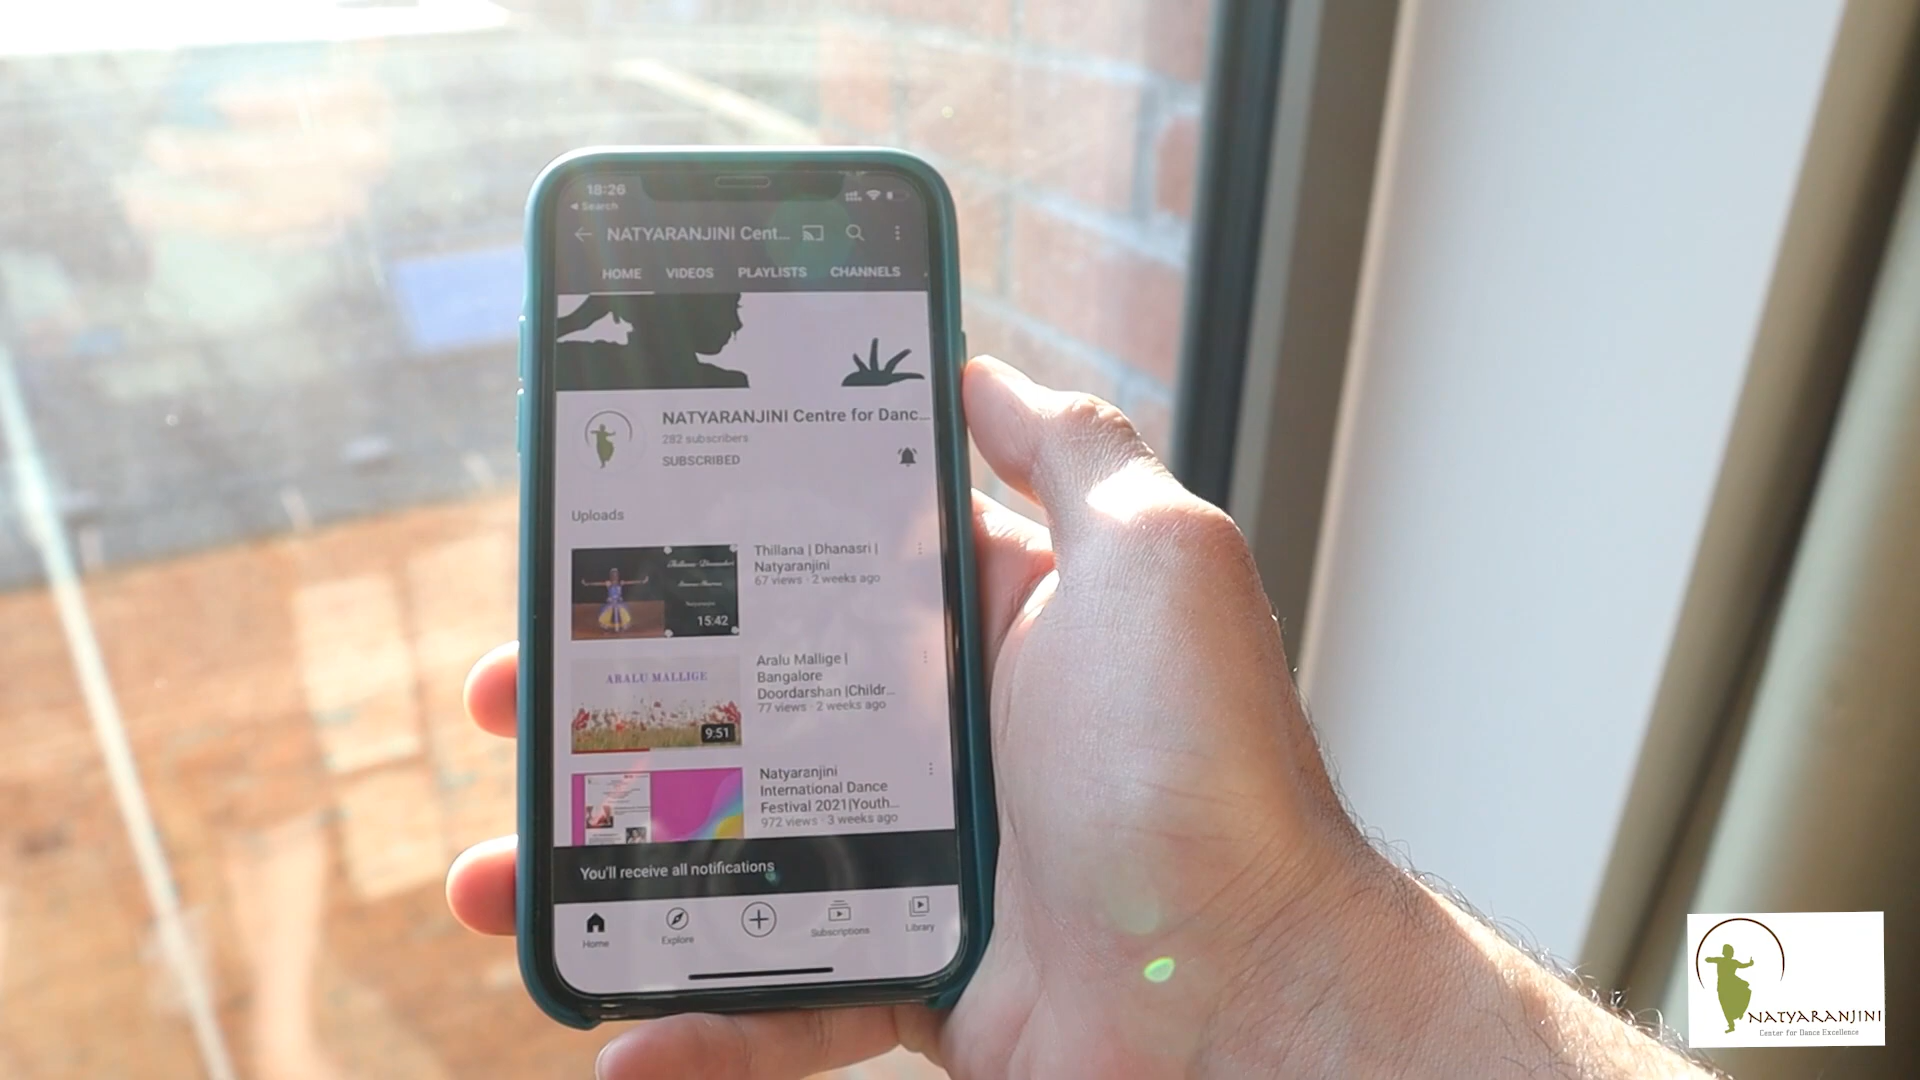 18:26
Search
NATYARANJINI Cent...
HOME VIDEOS PLAYLISTS CHANNELS
NATYARANJINI Centre for Danc...
282 subscribers
SUBSCRIBED
Uploads
Thillana | Dhanasri |
Natyaranjini
67 views · 2 weeks ago
15:42
Aralu Mallige |
Bangalore
Doordarshan |Childr...
77 views · 2 weeks ago
ARALU MALLIGE
9:51
Natyaranjini
International Dance
Festival 2021|Youth...
972 views · 3 weeks ago
You'll receive all notifications
Home Explore Subscriptions Library
NATYARANJINI
Center for Dance Excellence